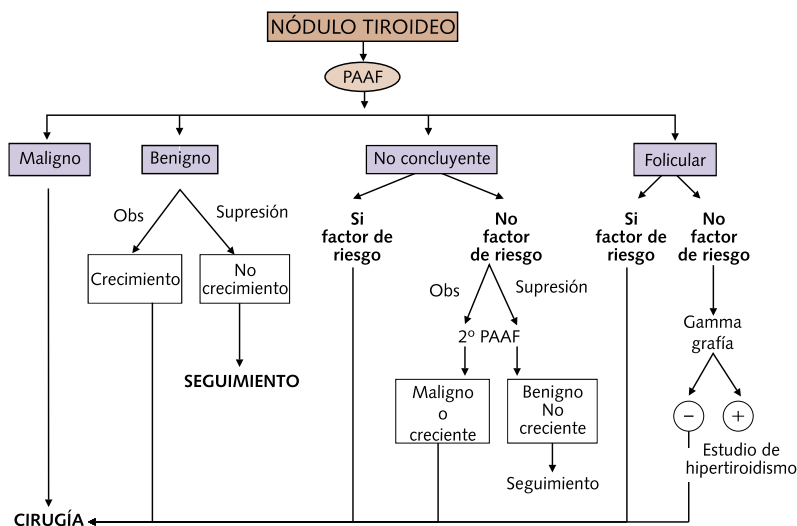 NÓDULO TIROIDEO
PAAF
Maligno
Benigno
No concluyente
Folicular
Obs
Supresión
Si
factor de
riesgo
No
factor
de riesgo
Si
factor de
riesgo
No
factor
de riesgo
Crecimiento
No
crecimiento
Obs
Supresión
2º PAAF
Gamma
grafía
SEGUIMIENTO
Maligno
o
creciente
Benigno
No
creciente
−
+
Estudio de
hipertiroidismo
Seguimiento
CIRUGÍA